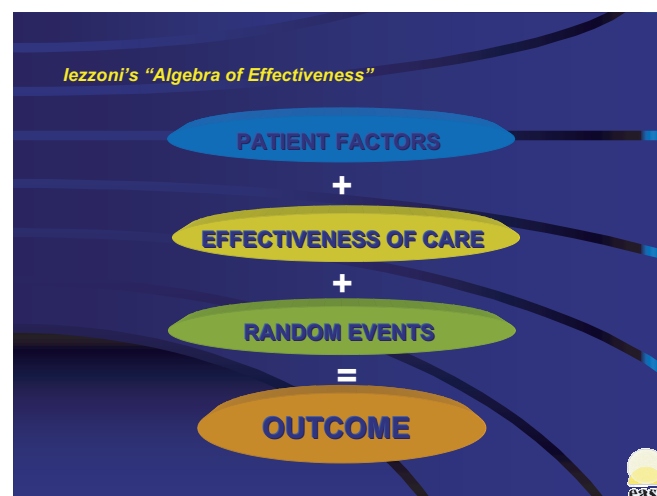 Iezzoni's “Algebra of Effectiveness”
PATIENT FACTORS
+
EFFECTIVENESS OF CARE
+
RANDOM EVENTS
=
OUTCOME